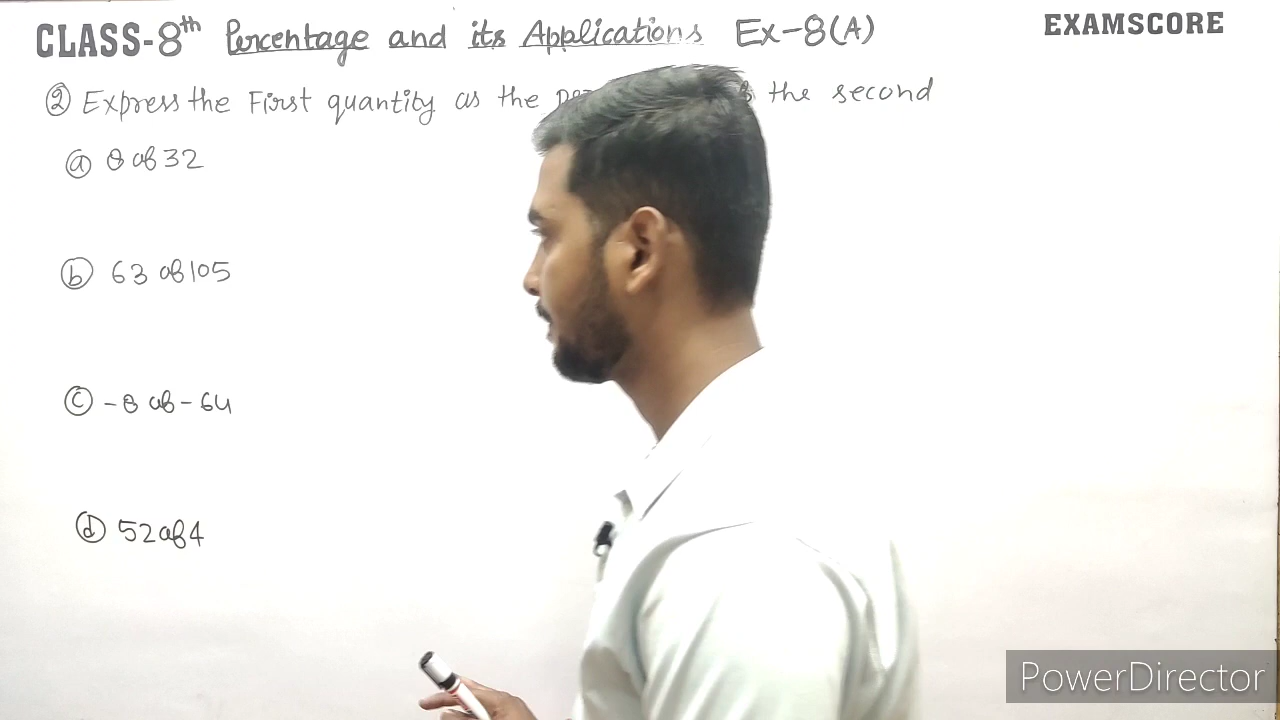 CLASS-8th Percentage and its Applications Ex-8(A)
EXAMSCORE
② Express the First quantity as the the second
ⓐ 8 of 32
ⓑ 63 of 105
ⓒ -8 of -64
ⓓ 52 of 4
PowerDirector